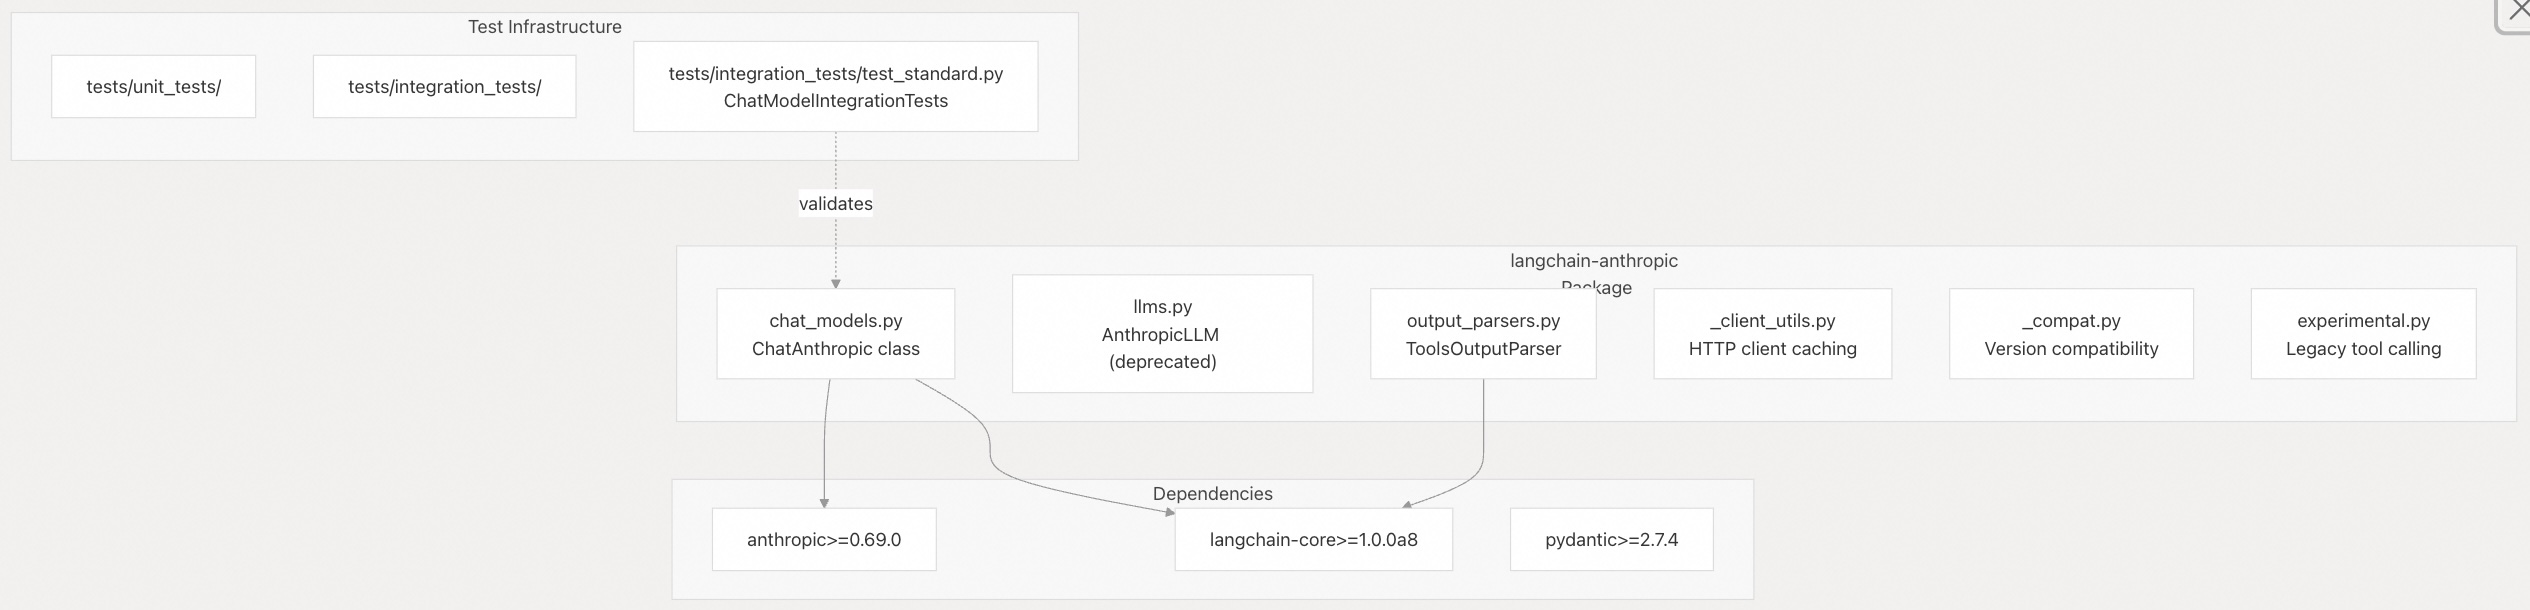 Test Infrastructure
tests/unit_tests/
tests/integration_tests/
tests/integration_tests/test_standard.py
ChatModelIntegrationTests
validates
langchain-anthropic
Package
chat_models.py
ChatAnthropic class
llms.py
AnthropicLLM
(deprecated)
output_parsers.py
ToolsOutputParser
_client_utils.py
HTTP client caching
_compat.py
Version compatibility
experimental.py
Legacy tool calling
Dependencies
anthropic>=0.69.0
langchain-core>=1.0.0a8
pydantic>=2.7.4